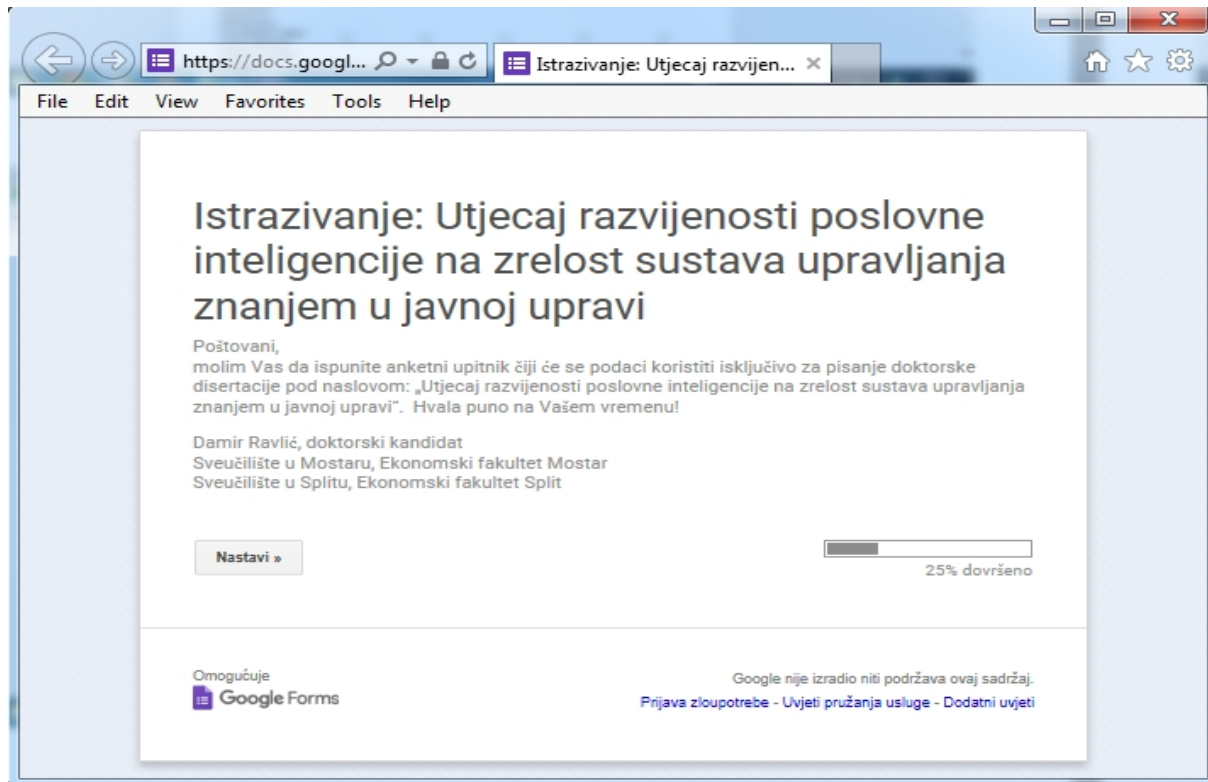 https://docs.googl...
Istrazivanje: Utjecaj razvijen...
File Edit View Favorites Tools Help
Istrazivanje: Utjecaj razvijenosti poslovne
inteligencije na zrelost sustava upravljanja
znanjem u javnoj upravi
Poštovani,
molim Vas da ispunite anketni upitnik čiji će se podaci koristiti isključivo za pisanje doktorske
disertacije pod naslovom: „Utjecaj razvijenosti poslovne inteligencije na zrelost sustava upravljanja
znanjem u javnoj upravi“. Hvala puno na Vašem vremenu!
Damir Ravlić, doktorski kandidat
Sveučilište u Mostaru, Ekonomski fakultet Mostar
Sveučilište u Splitu, Ekonomski fakultet Split
Nastavi »
25% dovršeno
Omogućuje
Google Forms
Google nije izradio niti podržava ovaj sadržaj.
Prijava zloupotrebe - Uvjeti pružanja usluge - Dodatni uvjeti